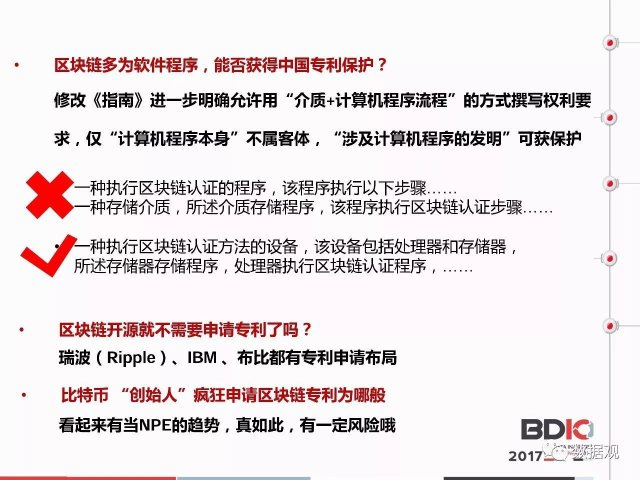 • 区块链多为软件程序，能否获得中国专利保护？
修改《指南》进一步明确允许用“介质+计算机程序流程”的方式撰写权利要
求，仅“计算机程序本身”不属客体，“涉及计算机程序的发明”可获保护
一种执行区块链认证的程序，该程序执行以下步骤……
一种存储介质，所述介质存储程序，该程序执行区块链认证步骤……
• 一种执行区块链认证方法的设备，该设备包括处理器和存储器，
所述存储器存储程序，处理器执行区块链认证程序，……
• 区块链开源就不需要申请专利了吗？
瑞波（Ripple）、IBM 、布比都有专利申请布局
• 比特币 “创始人”疯狂申请区块链专利为哪般
看起来有当NPE的趋势，真如此，有一定风险哦
BDIC
2017
数据观